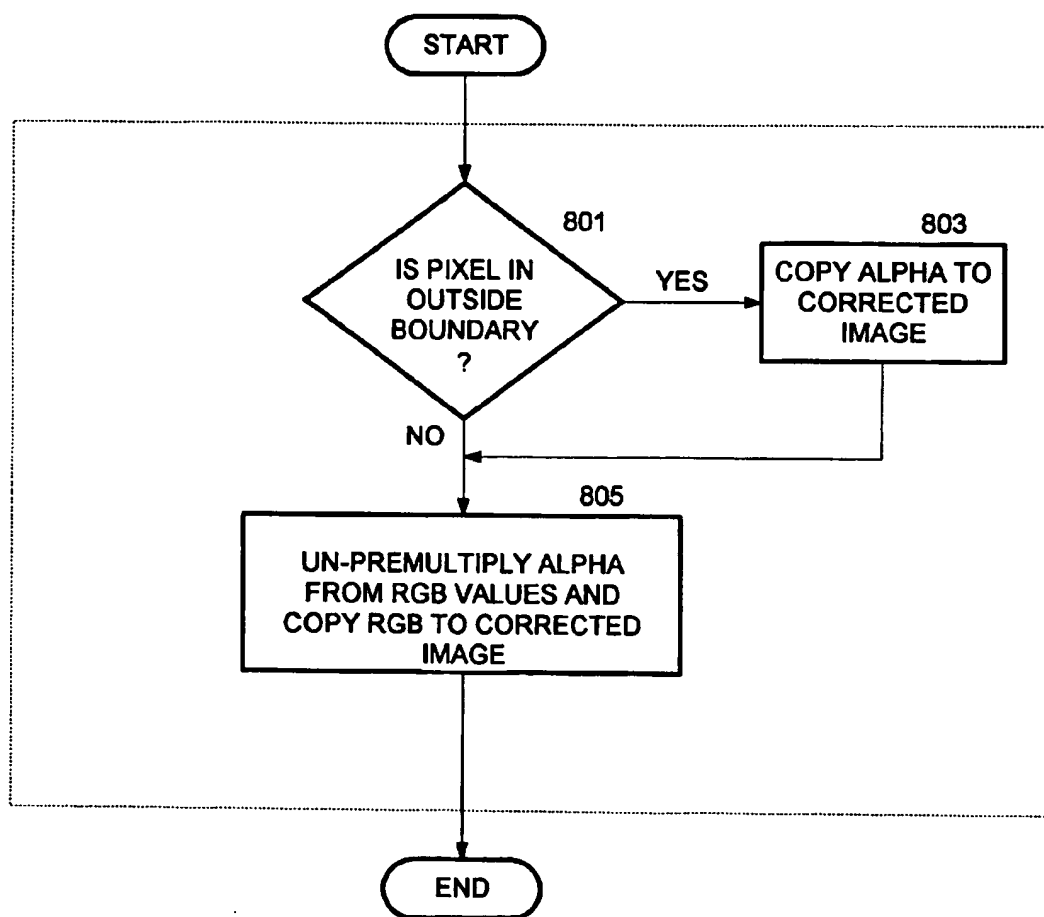 START
801
IS PIXEL IN
OUTSIDE
BOUNDARY
?
YES
803
COPY ALPHA TO
CORRECTED
IMAGE
NO
805
UN-PREMULTIPLY ALPHA
FROM RGB VALUES AND
COPY RGB TO CORRECTED
IMAGE
END